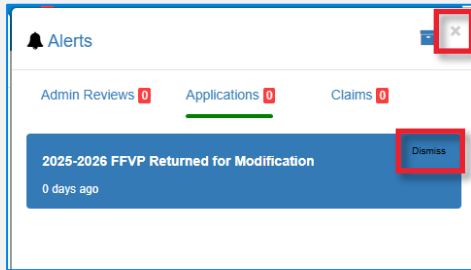 Alerts
×
Admin Reviews 0 Applications 0 Claims 0
2025-2026 FFVP Returned for Modification
Dismiss
0 days ago